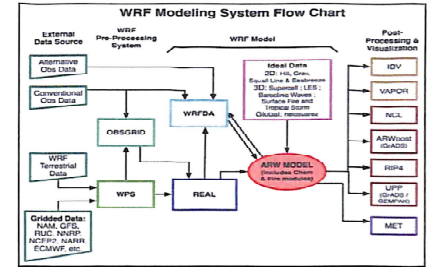 WRF Modeling System Flow Chart
External
Data Source
WRF
Pre-Processing
System
WRF Model
Post-
Processing &
Visualization
Alternative
Obs Data
Conventional
Obs Data
WRF
Terrestrial
Data
Gridded Data:
NAM, GFS,
RUC, NNRP,
NCEP2, NARR,
ECMWF, etc.
OBSGRID
WPS
WRFDA
REAL
Ideal Data
2D: Hill, Grav,
Squall Line & Seabreeze
3D: Supercell ; LES ;
Baroclinic Waves ;
Surface Fire and
Tropical Storm
Global:
ARW MODEL
(includes Chem
& Fire modules)
IDV
VAPOR
NCL
ARWpost
(GrADS)
RIP4
UPP
(GrADS /
GEMPAK)
MET